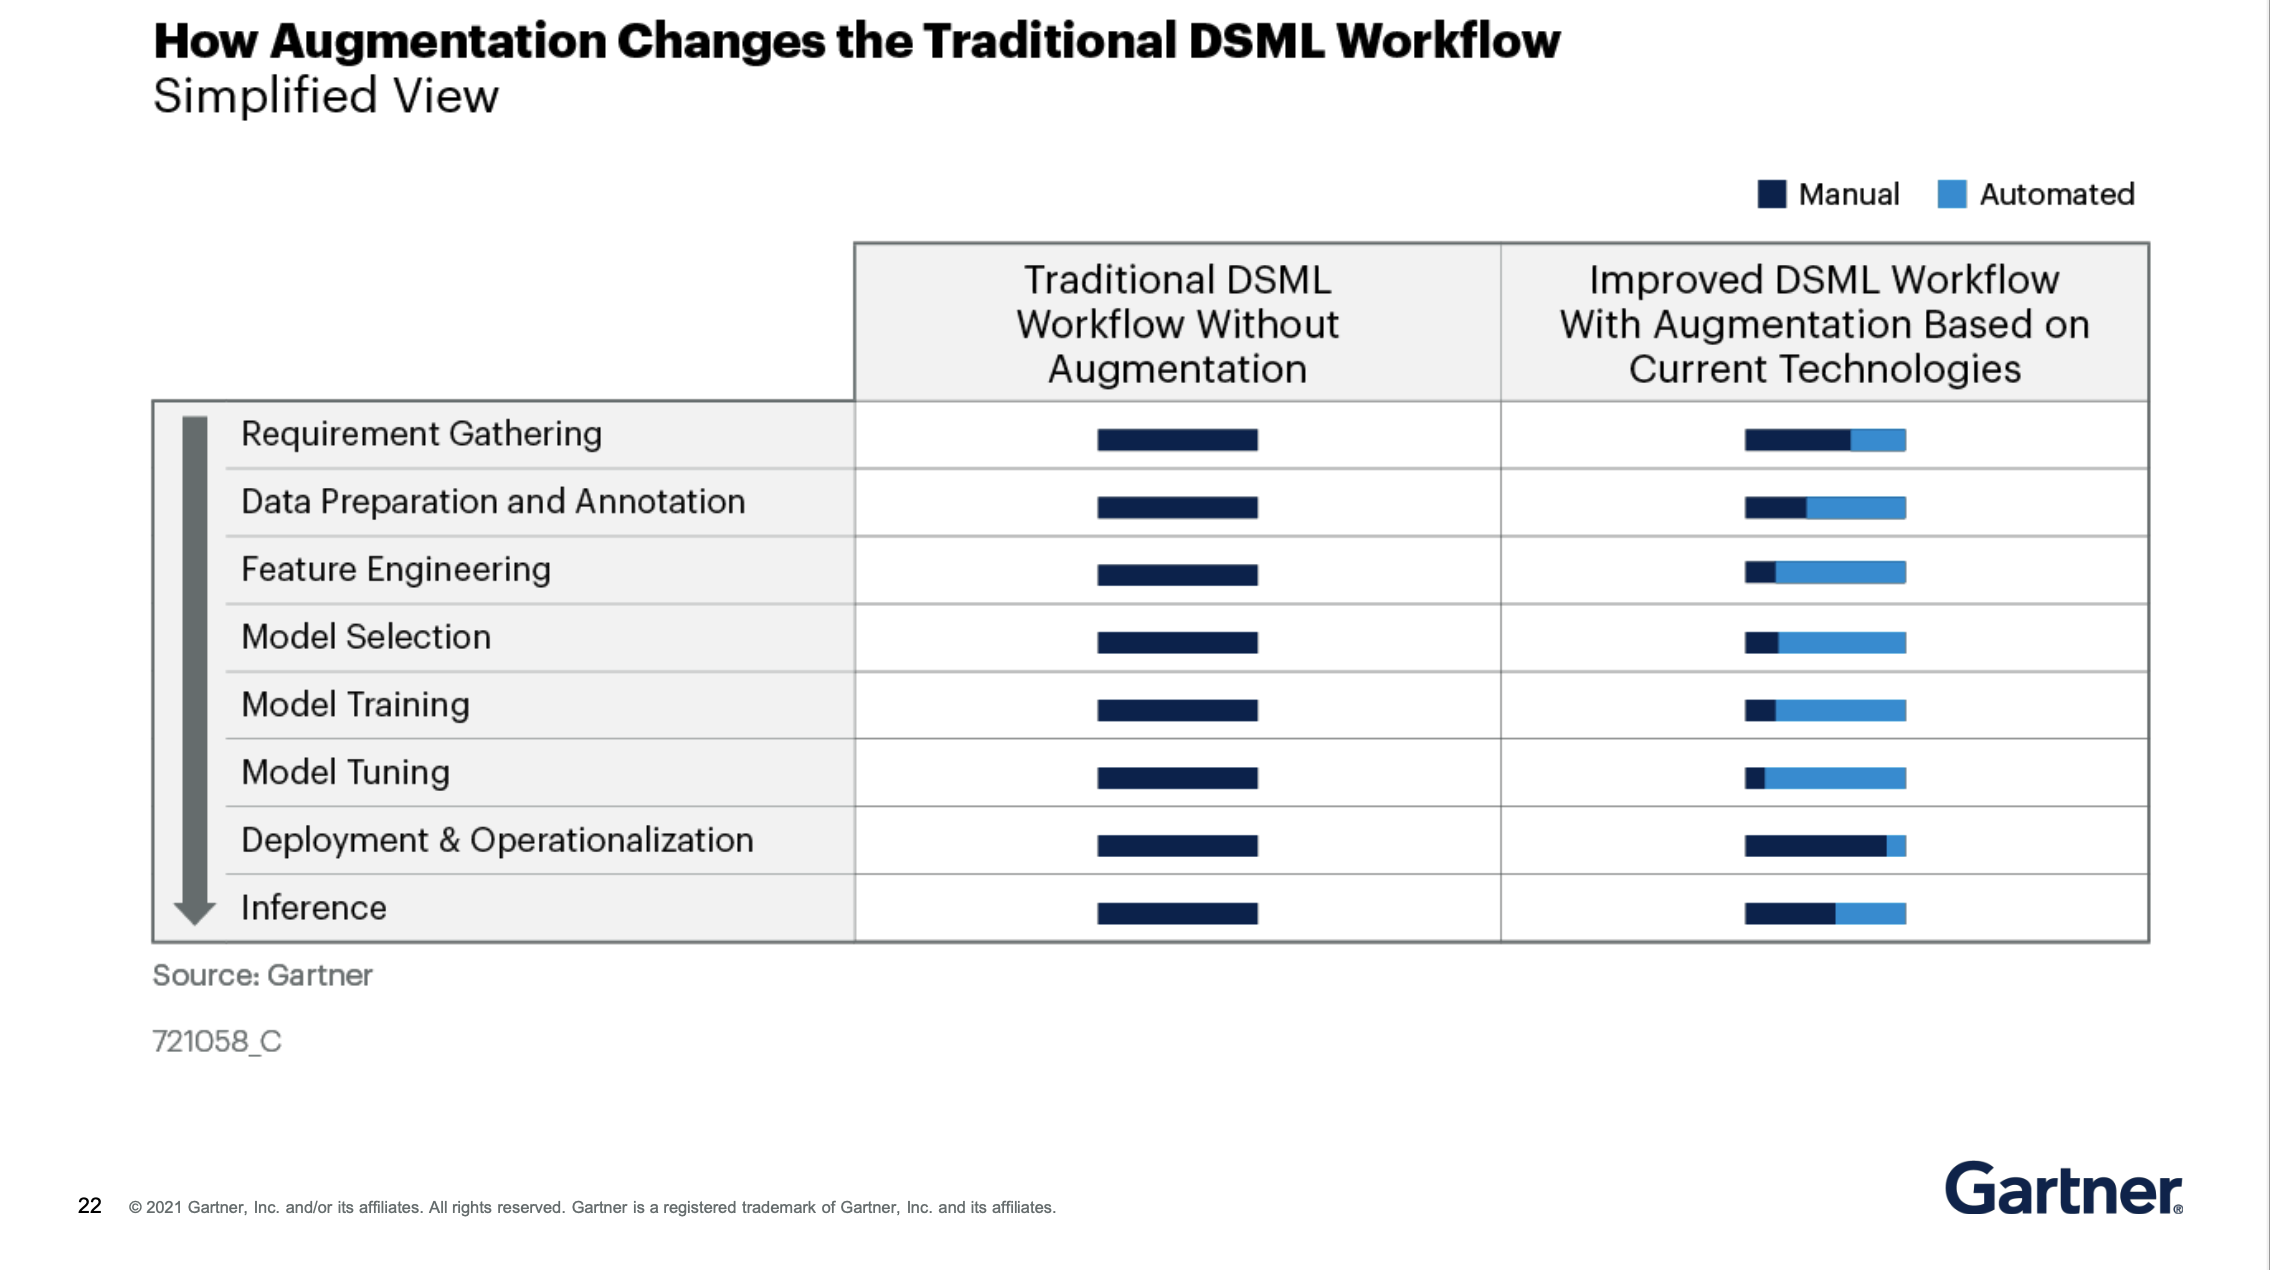 How Augmentation Changes the Traditional DSML Workflow
Simplified View
Manual
Automated
Traditional DSML
Workflow Without
Augmentation
Improved DSML Workflow
With Augmentation Based on
Current Technologies
Requirement Gathering
Data Preparation and Annotation
Feature Engineering
Model Selection
Model Training
Model Tuning
Deployment & Operationalization
Inference
Source: Gartner
721058_C
22
© 2021 Gartner, Inc. and/or its affiliates. All rights reserved. Gartner is a registered trademark of Gartner, Inc. and its affiliates.
Gartner®